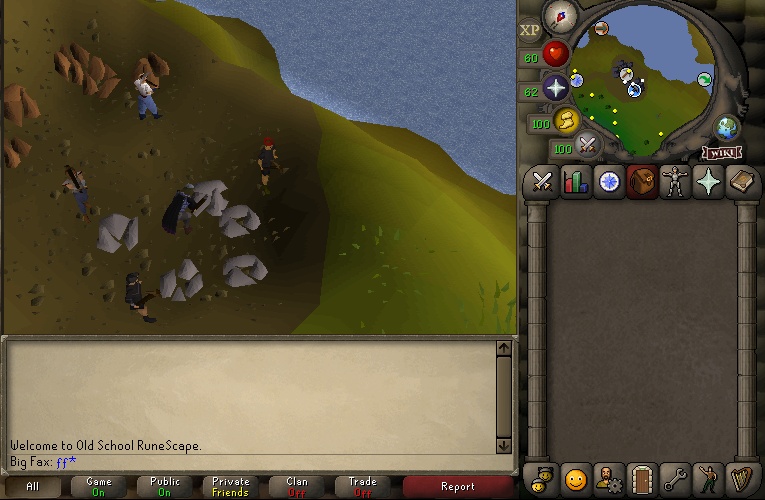 XP
60
62
100
100
WIKI
Welcome to Old School RuneScape.
Big Fax: ff*
All
Game
On
Public
On
Private
Friends
Clan
Off
Trade
Off
Report